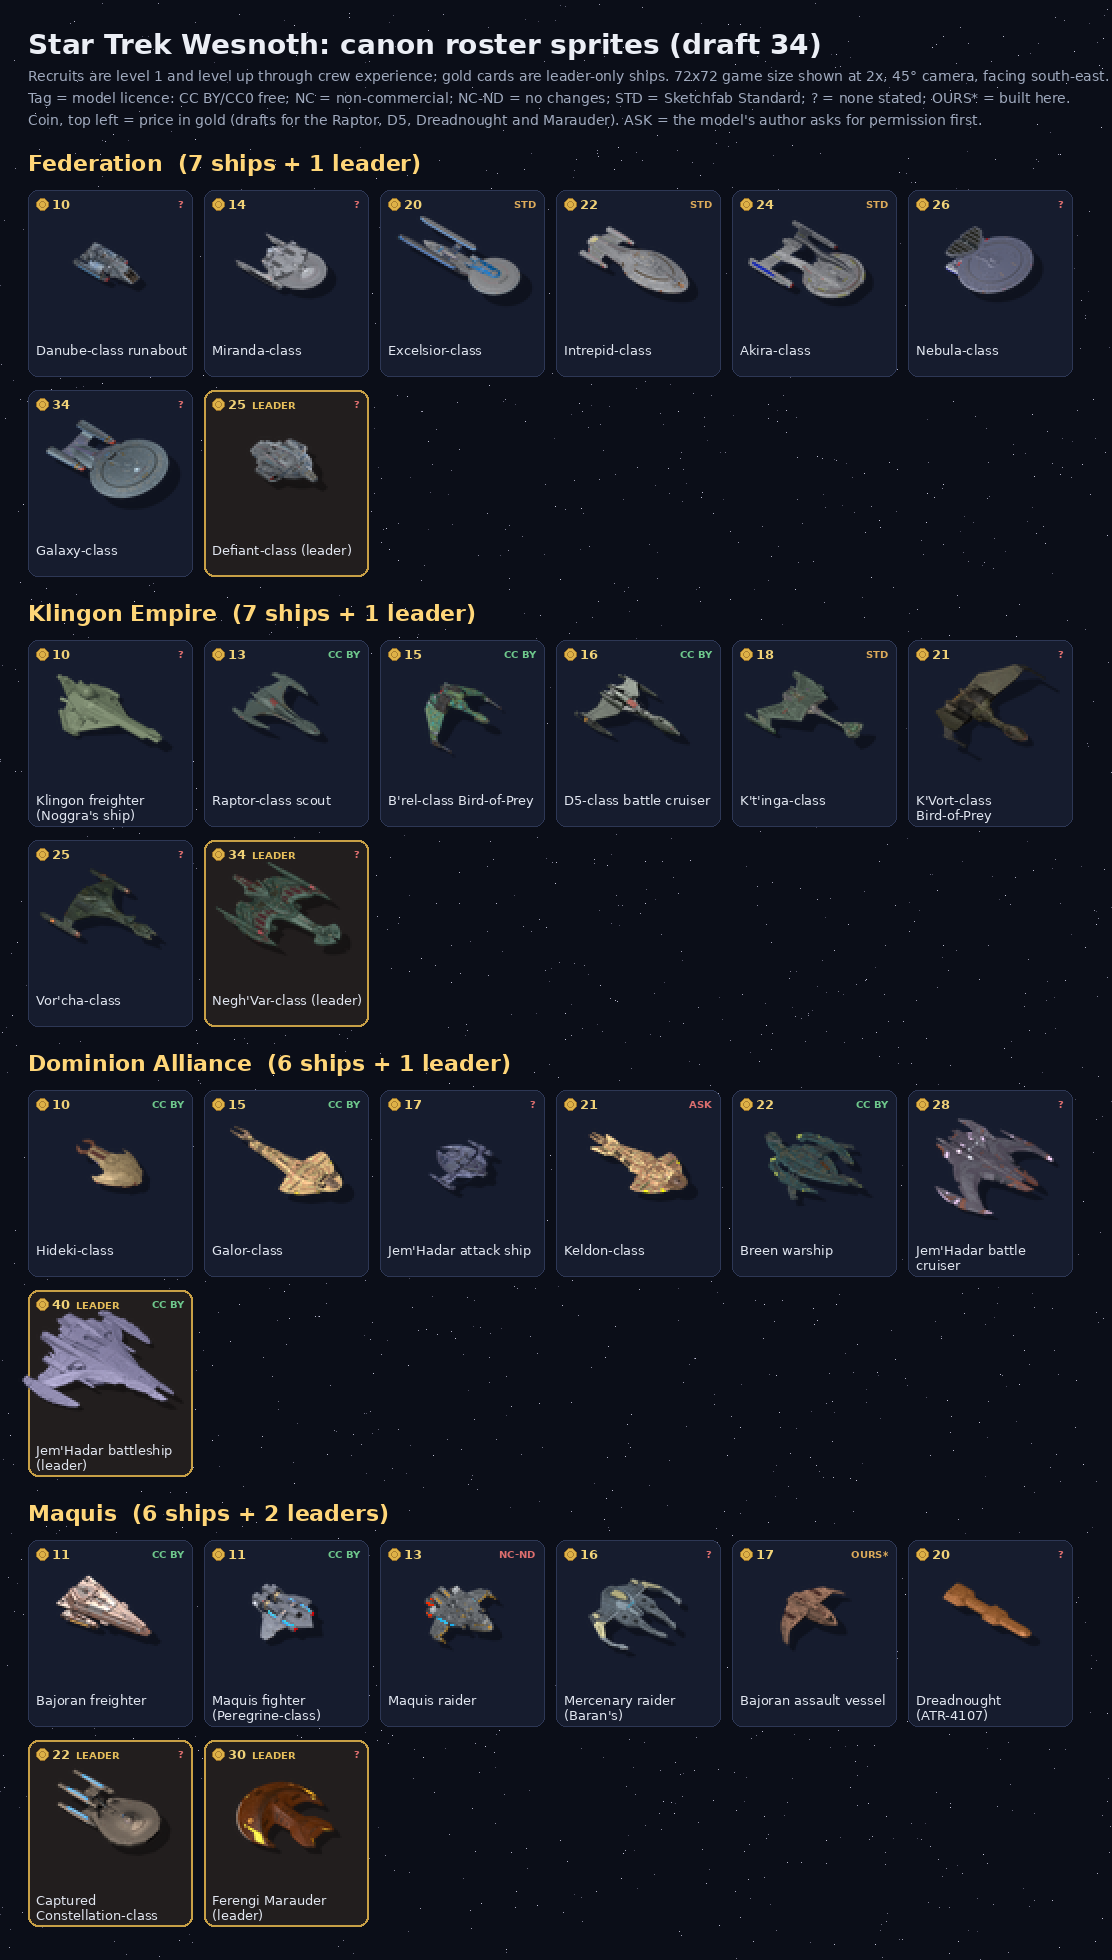 Star Trek Wesnoth: canon roster sprites (draft 34)
Recruits are level 1 and level up through crew experience; gold cards are leader-only ships. 72x72 game size shown at 2x, 45° camera, facing south-east.
Tag = model licence: CC BY/CC0 free; NC = non-commercial; NC-ND = no changes; STD = Sketchfab Standard; ? = none stated; OURS* = built here.
Coin, top left = price in gold (drafts for the Raptor, D5, Dreadnought and Marauder). ASK = the model's author asks for permission first.
Federation (7 ships + 1 leader)
10 ?
14 ?
20 STD
22 STD
24 STD
26 ?
Danube-class runabout
Miranda-class
Excelsior-class
Intrepid-class
Akira-class
Nebula-class
34 ?
25 LEADER ?
Galaxy-class
Defiant-class (leader)
Klingon Empire (7 ships + 1 leader)
10 ?
13 CC BY
15 CC BY
16 CC BY
18 STD
21 ?
Klingon freighter
(Noggra's ship)
Raptor-class scout
B'rel-class Bird-of-Prey
D5-class battle cruiser
K't'inga-class
K'Vort-class
Bird-of-Prey
25 ?
34 LEADER ?
Vor'cha-class
Negh'Var-class (leader)
Dominion Alliance (6 ships + 1 leader)
10 CC BY
15 CC BY
17 ?
21 ASK
22 CC BY
28 ?
Hideki-class
Galor-class
Jem'Hadar attack ship
Keldon-class
Breen warship
Jem'Hadar battle
cruiser
40 LEADER CC BY
Jem'Hadar battleship
(leader)
Maquis (6 ships + 2 leaders)
11 CC BY
11 CC BY
13 NC-ND
16 ?
17 OURS*
20 ?
Bajoran freighter
Maquis fighter
(Peregrine-class)
Maquis raider
Mercenary raider
(Baran's)
Bajoran assault vessel
Dreadnought
(ATR-4107)
22 LEADER ?
30 LEADER ?
Captured
Constellation-class
Ferengi Marauder
(leader)